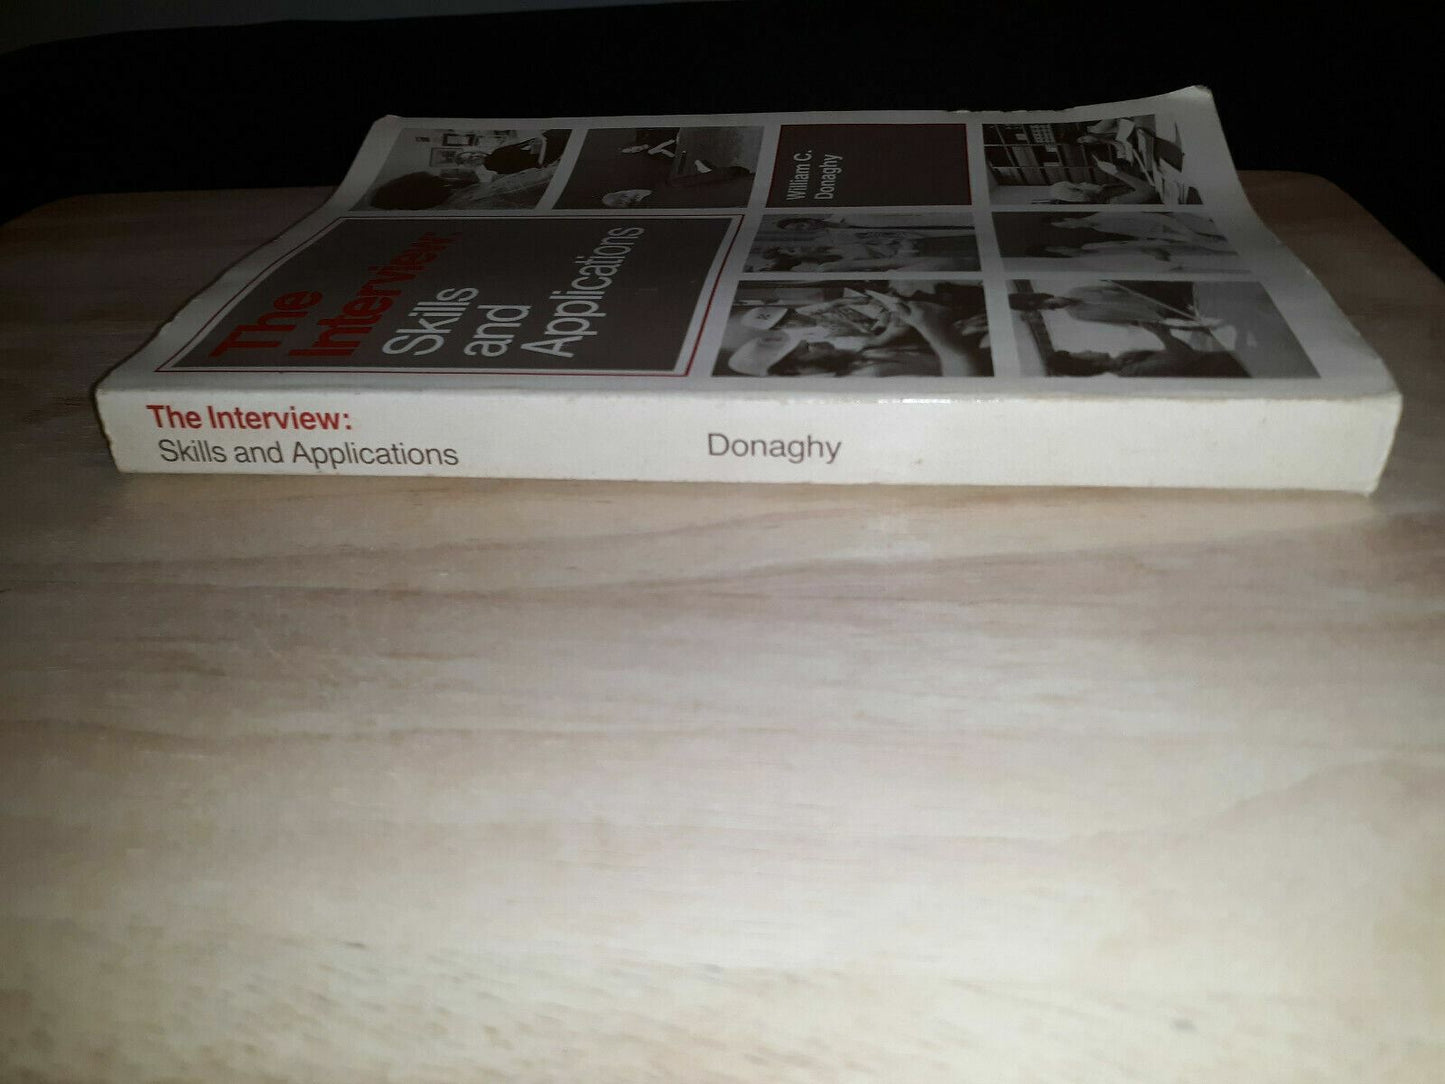 The
Interview:
Skills
and
Applications
William C.
Donaghy
The Interview:
Skills and Applications
Donaghy